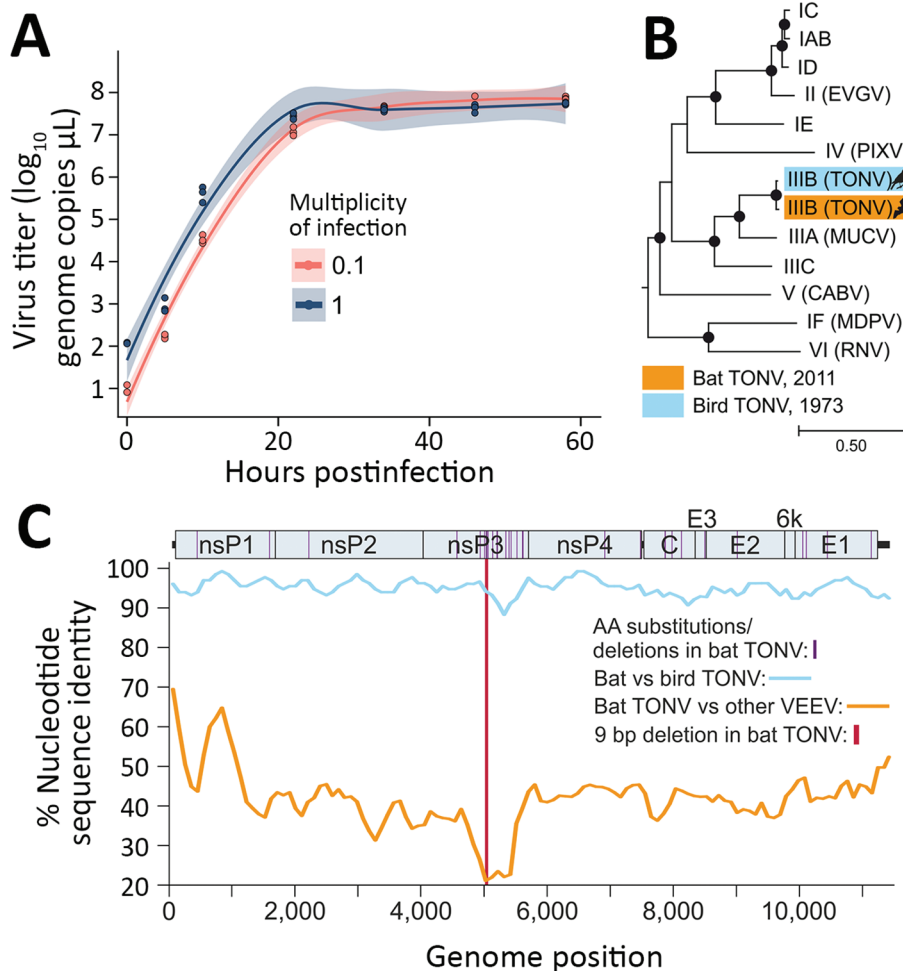 A
Virus titer (log10
genome copies μL)
8
7
6
5
4
3
2
1
0
20
40
60
Hours postinfection
Multiplicity
of infection
0.1
1
B
IC
IAB
ID
II (EVGV)
IE
IV (PIXV
IIIB (TONV)
IIIB (TONV)
IIIA (MUCV)
IIIC
V (CABV)
IF (MDPV)
VI (RNV)
Bat TONV, 2011
Bird TONV, 1973
0.50
C
E3
6k
nsP1
nsP2
nsP3
nsP4
C
E2
E1
% Nucleodtide
sequence identity
100
90
80
70
60
50
40
30
20
AA substitutions/
deletions in bat TONV:
Bat vs bird TONV:
Bat TONV vs other VEEV:
9 bp deletion in bat TONV:
0
2,000
4,000
6,000
8,000
10,000
Genome position